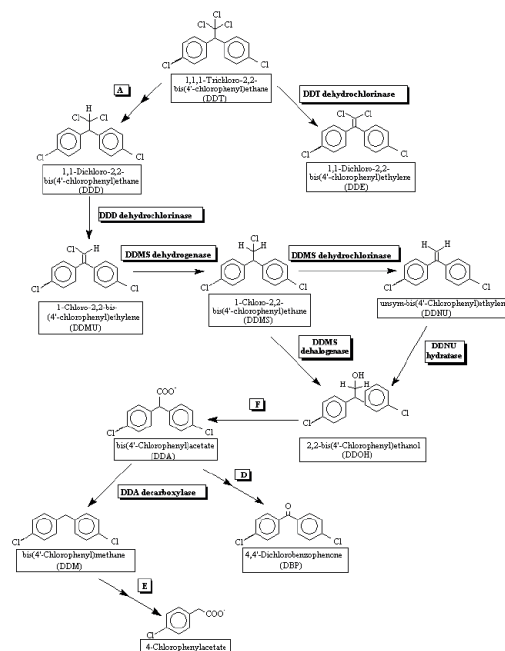 Cl
Cl Cl
Cl Cl
1,1,1-Trichloro-2,2-
bis(4'-chlorophenyl)ethane
(DDT)
A
DDT dehydrochlorinase
H
Cl Cl
Cl Cl
1,1-Dichloro-2,2-
bis(4'-chlorophenyl)ethane
(DDD)
Cl Cl
Cl Cl
1,1-Dichloro-2,2-
bis(4'-chlorophenyl)ethylene
(DDE)
DDD dehydrochlorinase
Cl H
Cl Cl
1-Chloro-2,2-bis-
(4'-chlorophenyl)ethylene
(DDMU)
DDMS dehydrogenase
Cl
H H
Cl Cl
1-Chloro-2,2-
bis(4'-chlorophenyl)ethane
(DDMS)
DDMS dehydrochlorinase
H H
Cl Cl
unsym-bis(4'-Chlorophenyl)ethylene
(DDNU)
DDMS
dehalogenase
DDNU
hydratase
OH
H H
Cl Cl
2,2-bis(4'-Chlorophenyl)ethanol
(DDOH)
F
COO-
Cl Cl
bis(4'-Chlorophenyl)acetate
(DDA)
DDA decarboxylase
D
Cl Cl
bis(4'-Chlorophenyl)methane
(DDM)
O
Cl Cl
4,4'-Dichlorobenzophenone
(DBP)
E
COO-
Cl
4-Chlorophenylacetate